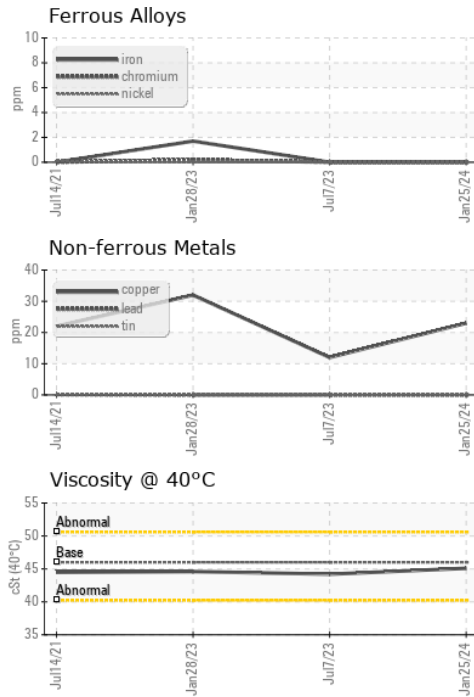 Ferrous Alloys
10
8
6
4
2
0
ppm
iron
chromium
nickel
Jul14/21
Jan28/23
Jul7/23
Jan25/24
Non-ferrous Metals
40
30
20
10
0
ppm
copper
lead
tin
Jul14/21
Jan28/23
Jul7/23
Jan25/24
Viscosity @ 40°C
55
50
45
40
35
cSt (40°C)
Abnormal
Base
Abnormal
Jul14/21
Jan28/23
Jul7/23
Jan25/24